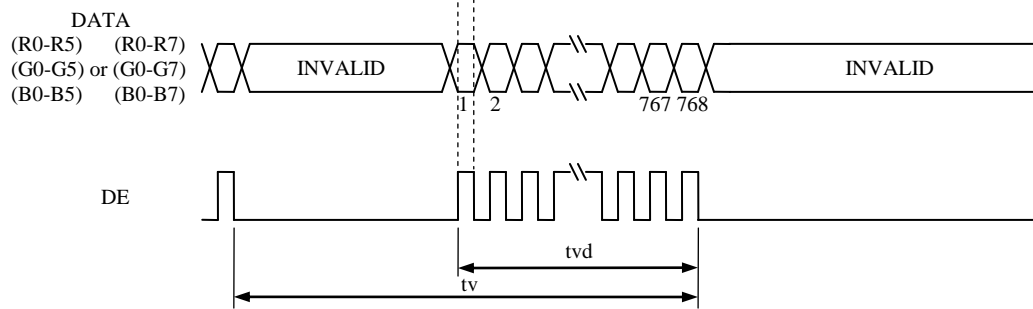 DATA
(R0-R5) (R0-R7)
(G0-G5) or (G0-G7)
(B0-B5) (B0-B7)
INVALID
INVALID
1
2
767
768
DE
tvd
tv